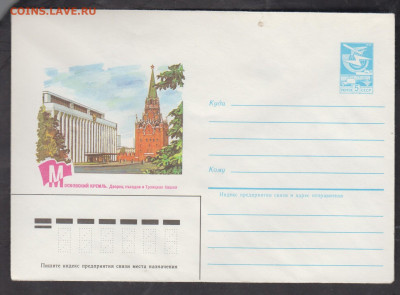 COINS.LAVE.RU
Куда
Кому
Индекс предприятия связи и адрес отправителя
МОСКОВСКИЙ КРЕМЛЬ. Дворец съездов и Троицкая башня
Пишите индекс предприятия связи места назначения